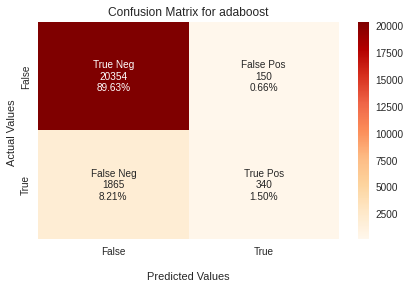 Confusion Matrix for adaboost
True Neg
20354
89.63%
False Pos
150
0.66%
False Neg
1865
8.21%
True Pos
340
1.50%
False
True
Actual Values
False
True
Predicted Values
20000
17500
15000
12500
10000
7500
5000
2500